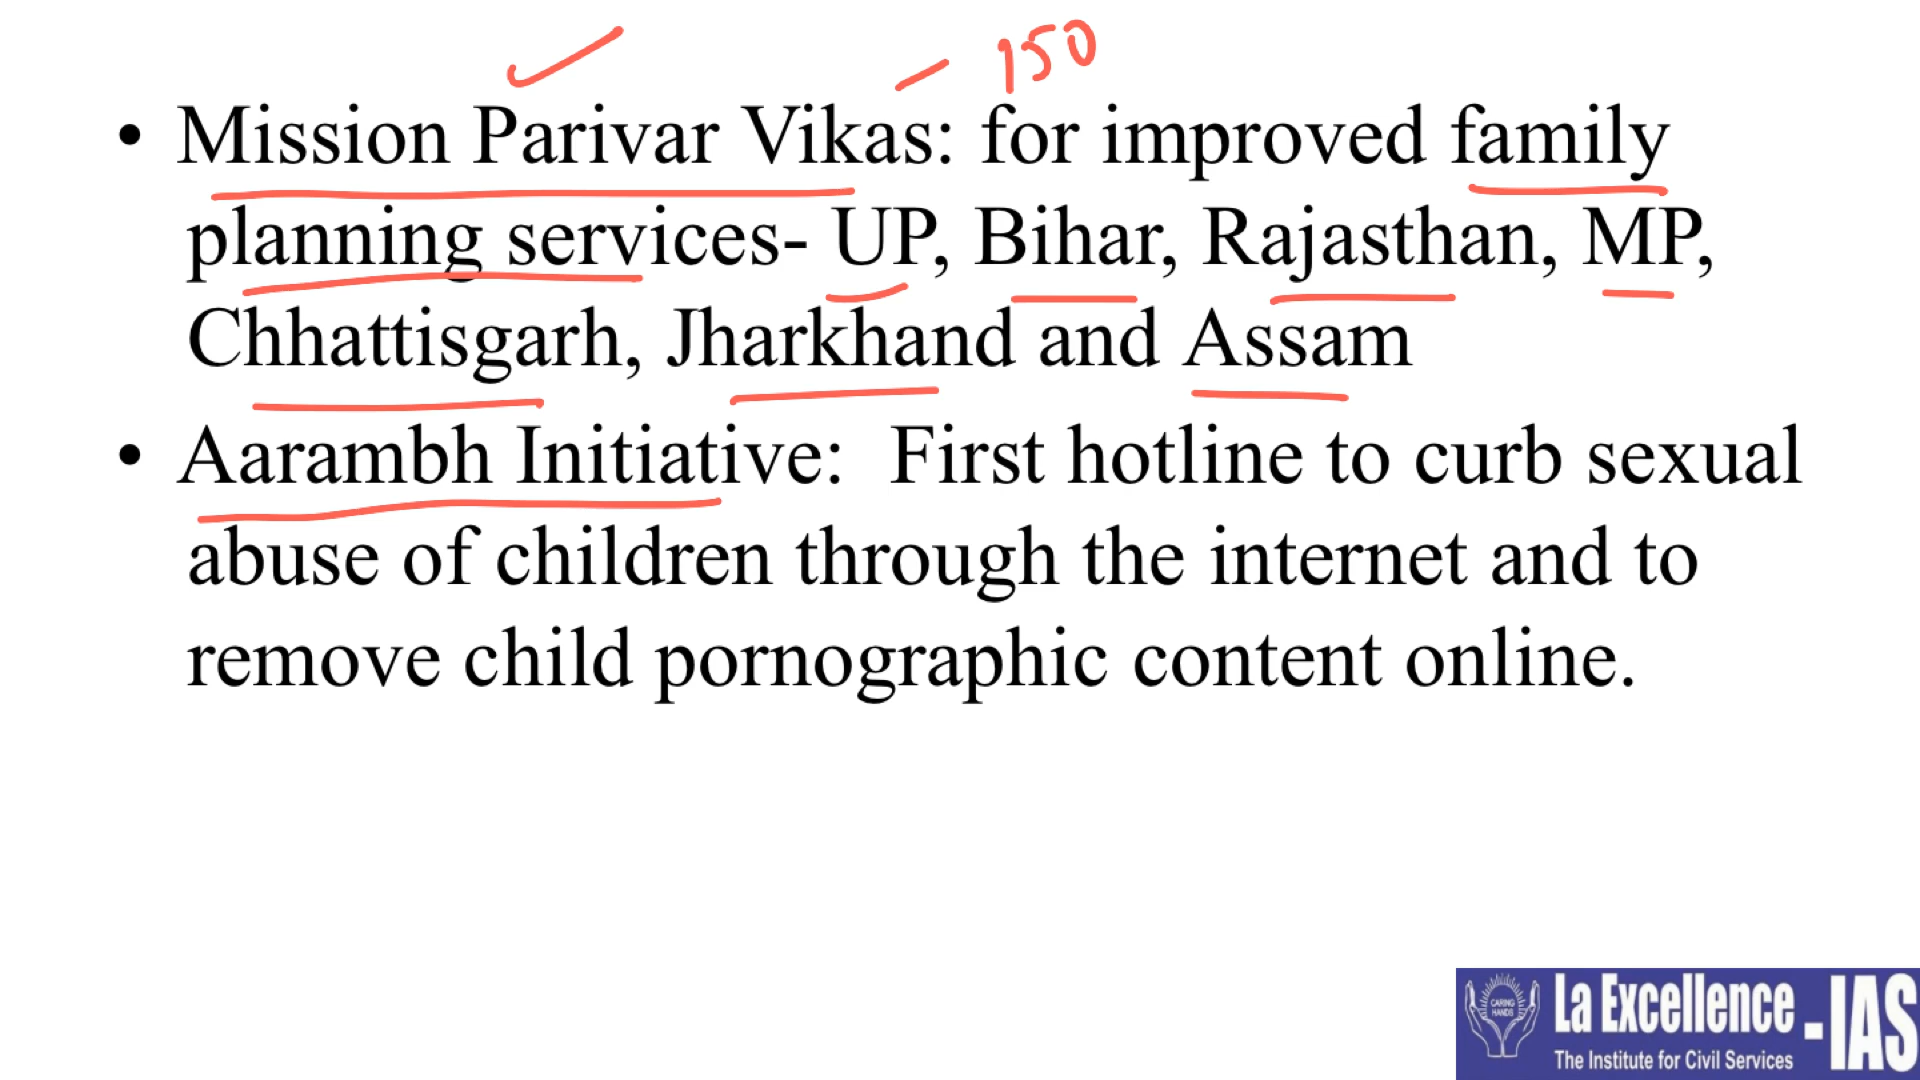 - 150
• Mission Parivar Vikas: for improved family
planning services- UP, Bihar, Rajasthan, MP,
Chhattisgarh, Jharkhand and Assam
• Aarambh Initiative: First hotline to curb sexual
abuse of children through the internet and to
remove child pornographic content online.
CARING
HANDS
La Excellence -IAS
The Institute for Civil Services